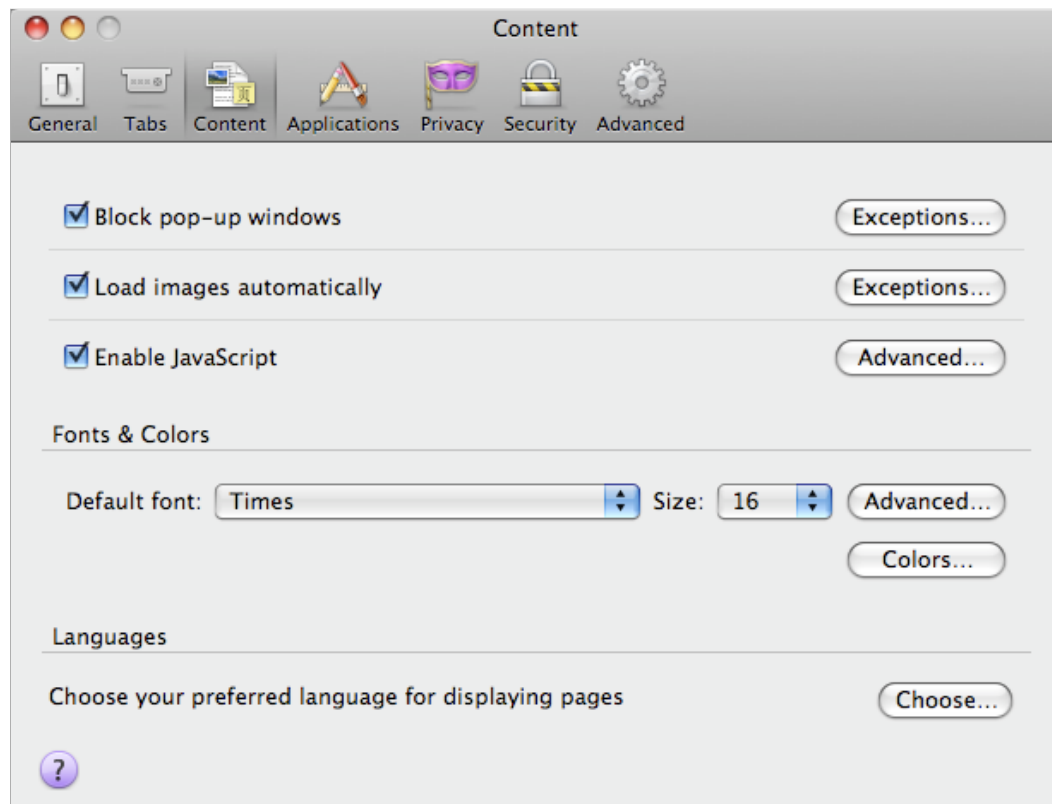 Content
General Tabs Content Applications Privacy Security Advanced
Block pop-up windows Exceptions...
Load images automatically Exceptions...
Enable JavaScript Advanced...
Fonts & Colors
Default font: Times Size: 16 Advanced...
Colors...
Languages
Choose your preferred language for displaying pages Choose...
?